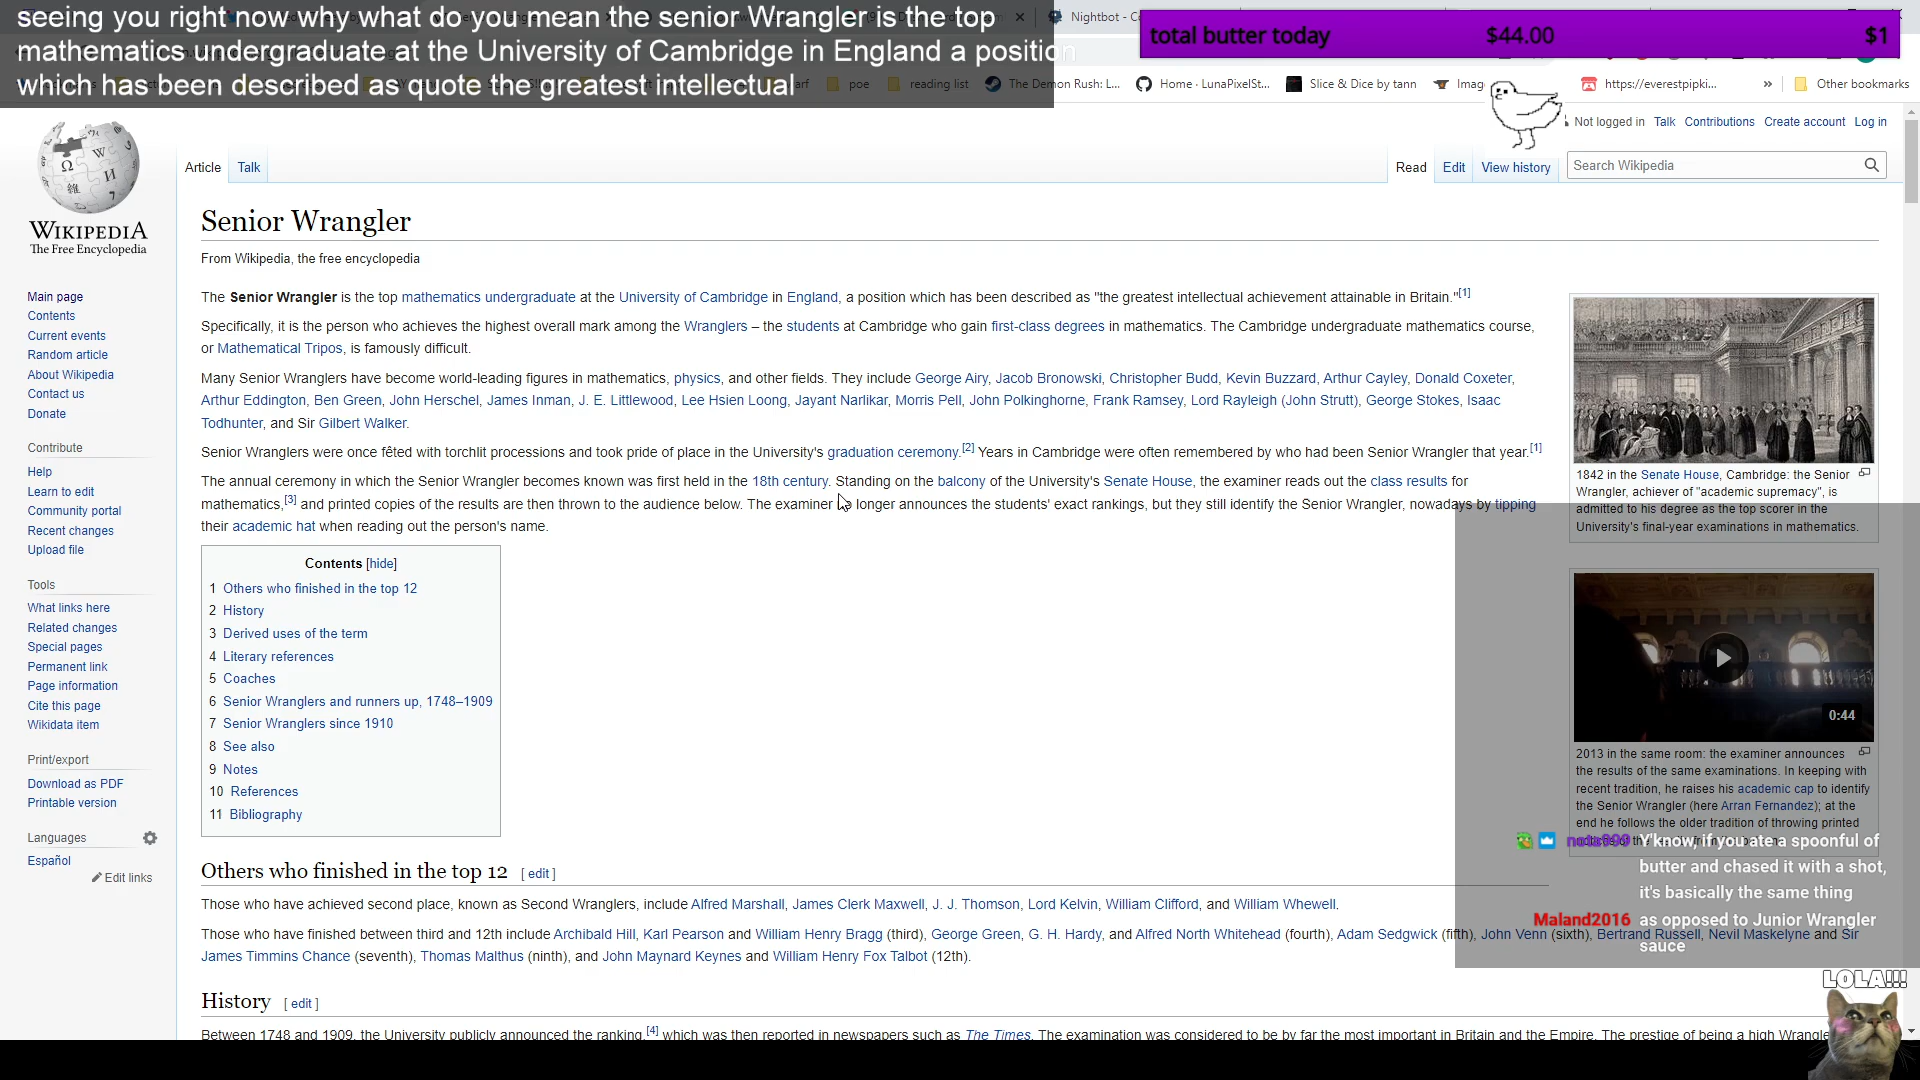 seeing you right now why what do you mean the senior Wrangler is the top
mathematics undergraduate at the University of Cambridge in England a position
which has been described as quote the greatest intellectual
Nightbot - C
total butter today $44.00 $1
poe
reading list
The Demon Rush: L...
Home · LunaPixelSt...
Slice & Dice by tann
Imag
https://everestpipki...
»
Other bookmarks
Not logged in Talk Contributions Create account Log in
Article Talk
Read Edit View history
Search Wikipedia
WIKIPEDIA
The Free Encyclopedia
Main page
Contents
Current events
Random article
About Wikipedia
Contact us
Donate
Contribute
Help
Learn to edit
Community portal
Recent changes
Upload file
Tools
What links here
Related changes
Special pages
Permanent link
Page information
Cite this page
Wikidata item
Print/export
Download as PDF
Printable version
Languages
Español
Edit links
Senior Wrangler
From Wikipedia, the free encyclopedia
The Senior Wrangler is the top mathematics undergraduate at the University of Cambridge in England, a position which has been described as "the greatest intellectual achievement attainable in Britain."[1]
Specifically, it is the person who achieves the highest overall mark among the Wranglers – the students at Cambridge who gain first-class degrees in mathematics. The Cambridge undergraduate mathematics course,
or Mathematical Tripos, is famously difficult.
Many Senior Wranglers have become world-leading figures in mathematics, physics, and other fields. They include George Airy, Jacob Bronowski, Christopher Budd, Kevin Buzzard, Arthur Cayley, Donald Coxeter,
Arthur Eddington, Ben Green, John Herschel, James Inman, J. E. Littlewood, Lee Hsien Loong, Jayant Narlikar, Morris Pell, John Polkinghorne, Frank Ramsey, Lord Rayleigh (John Strutt), George Stokes, Isaac
Todhunter, and Sir Gilbert Walker.
Senior Wranglers were once fêted with torchlit processions and took pride of place in the University's graduation ceremony.[2] Years in Cambridge were often remembered by who had been Senior Wrangler that year.[1]
The annual ceremony in which the Senior Wrangler becomes known was first held in the 18th century. Standing on the balcony of the University's Senate House, the examiner reads out the class results for
mathematics,[3] and printed copies of the results are then thrown to the audience below. The examiner longer announces the students' exact rankings, but they still identify the Senior Wrangler, nowadays by tipping
their academic hat when reading out the person's name.
Contents [hide]
1 Others who finished in the top 12
2 History
3 Derived uses of the term
4 Literary references
5 Coaches
6 Senior Wranglers and runners up, 1748–1909
7 Senior Wranglers since 1910
8 See also
9 Notes
10 References
11 Bibliography
1842 in the Senate House, Cambridge: the Senior
Wrangler, achiever of "academic supremacy", is
admitted to his degree as the top scorer in the
University's final-year examinations in mathematics.
0:44
2013 in the same room: the examiner announces
the results of the same examinations. In keeping with
recent tradition, he raises his academic cap to identify
the Senior Wrangler (here Arran Fernandez); at the
end he follows the older tradition of throwing printed
Others who finished in the top 12 [ edit ]
Those who have achieved second place, known as Second Wranglers, include Alfred Marshall, James Clerk Maxwell, J. J. Thomson, Lord Kelvin, William Clifford, and William Whewell.
Those who have finished between third and 12th include Archibald Hill, Karl Pearson and William Henry Bragg (third), George Green, G. H. Hardy, and Alfred North Whitehead (fourth), Adam Sedgwick (fifth), John Venn (sixth), Bertrand Russell, Nevil Maskelyne and Sir
James Timmins Chance (seventh), Thomas Malthus (ninth), and John Maynard Keynes and William Henry Fox Talbot (12th).
History [ edit ]
Between 1748 and 1909, the University publicly announced the ranking,[4] which was then reported in newspapers such as The Times. The examination was considered to be by far the most important in Britain and the Empire. The prestige of being a high Wrangle
Y'know, if you ate a spoonful of
butter and chased it with a shot,
it's basically the same thing
Maland2016 as opposed to Junior Wrangler
sauce
LOLA!!!